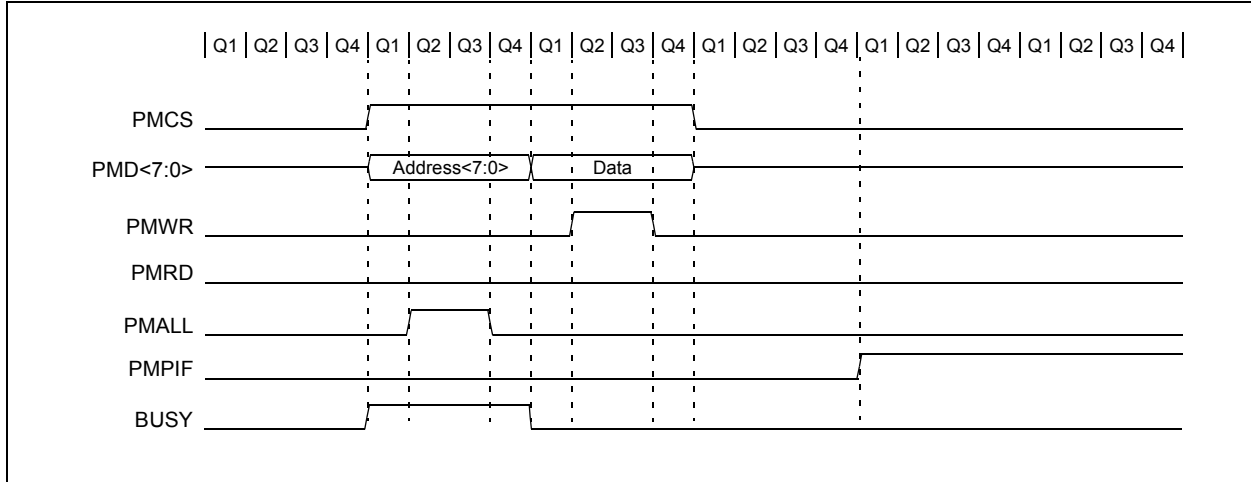 Q1 Q2 Q3 Q4 Q1 Q2 Q3 Q4 Q1 Q2 Q3 Q4 Q1 Q2 Q3 Q4 Q1 Q2 Q3 Q4 Q1 Q2 Q3 Q4
PMCS
PMD<7:0> Address<7:0> Data
PMWR
PMRD
PMALL
PMPIF
BUSY